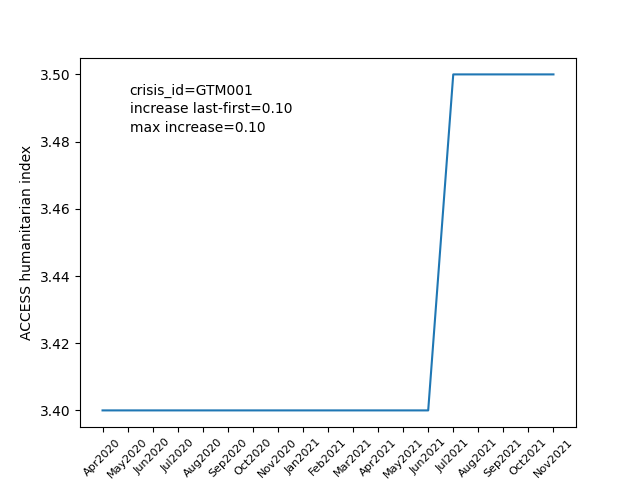 crisis_id=GTM001
increase last-first=0.10
max increase=0.10
ACCESS humanitarian index
3.50
3.48
3.46
3.44
3.42
3.40
Apr2020
May2020
Jun2020
Jul2020
Aug2020
Sep2020
Oct2020
Nov2020
Jan2021
Feb2021
Mar2021
Apr2021
May2021
Jun2021
Jul2021
Aug2021
Sep2021
Oct2021
Nov2021